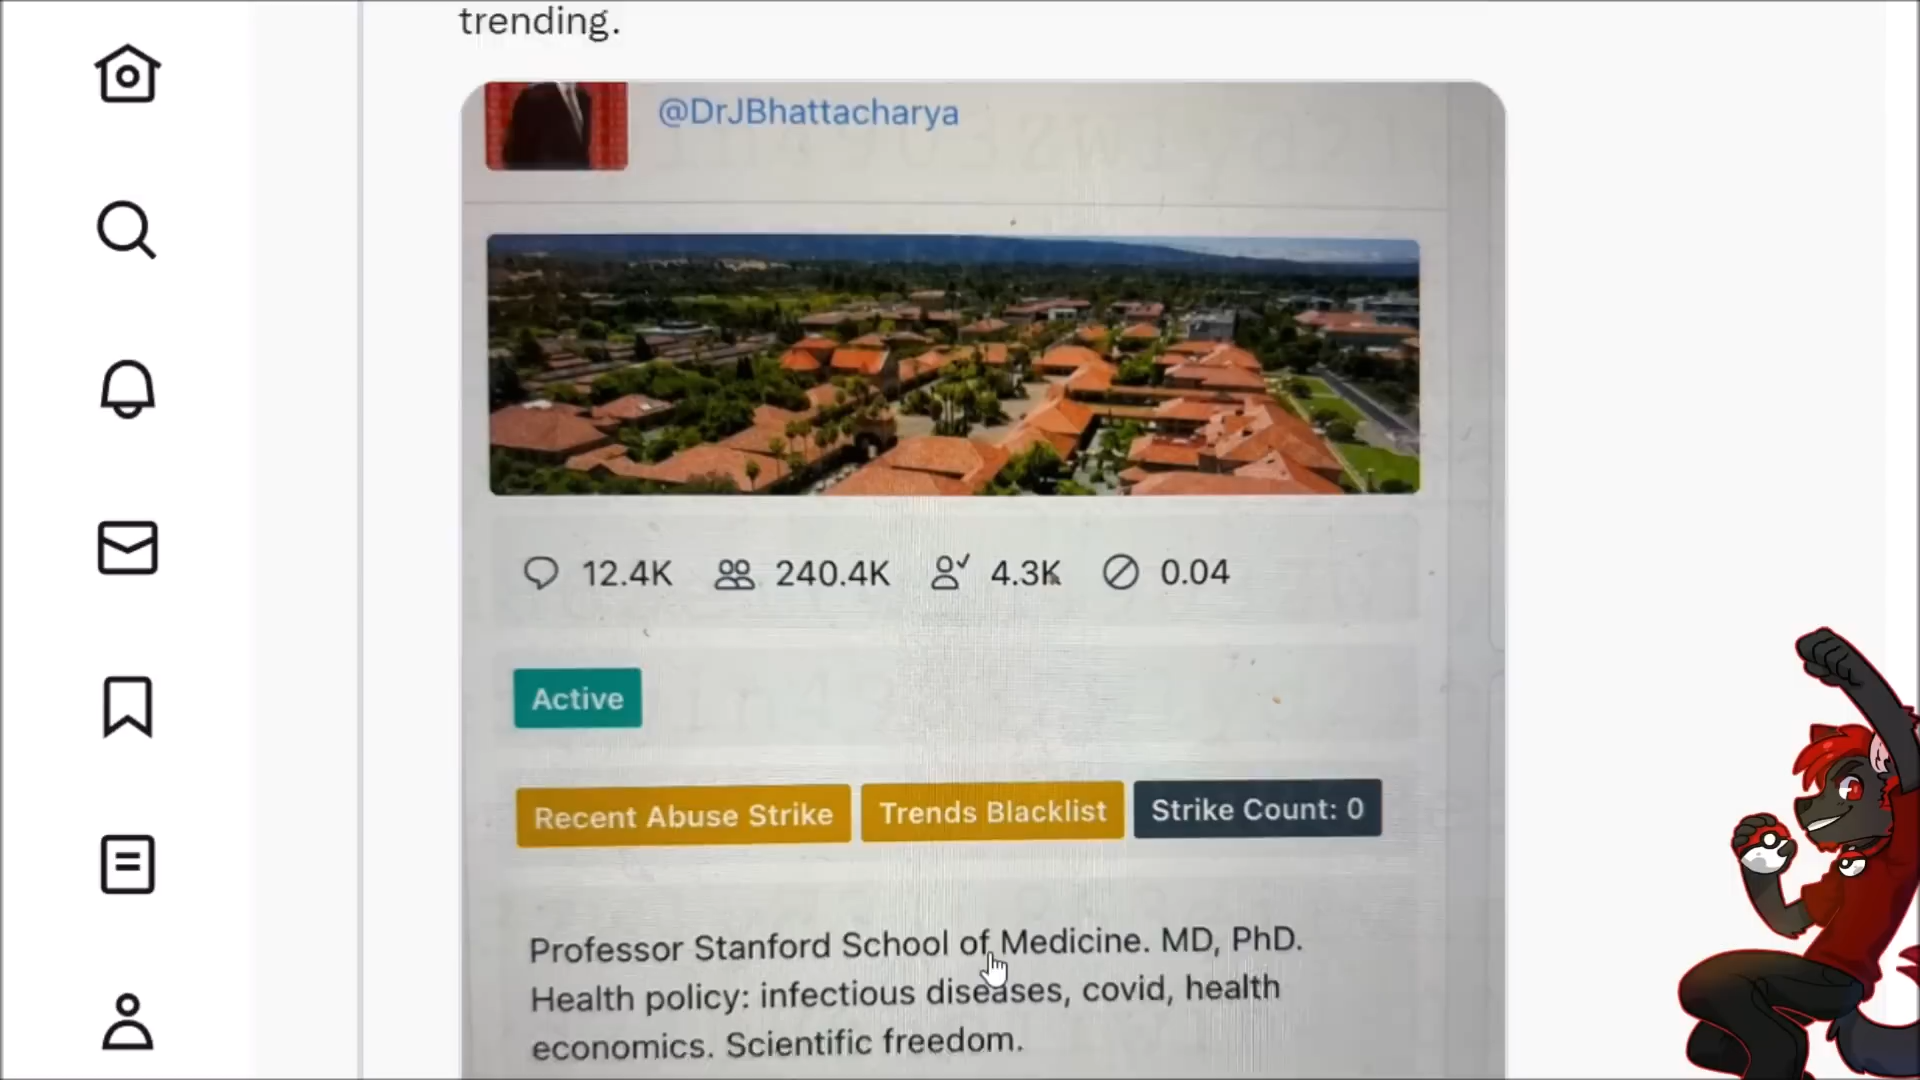 trending.
@DrJBhattacharya
12.4K 240.4K 4.3K 0.04
Active
Recent Abuse Strike Trends Blacklist Strike Count: 0
Professor Stanford School of Medicine. MD, PhD.
Health policy: infectious diseases, covid, health
economics. Scientific freedom.